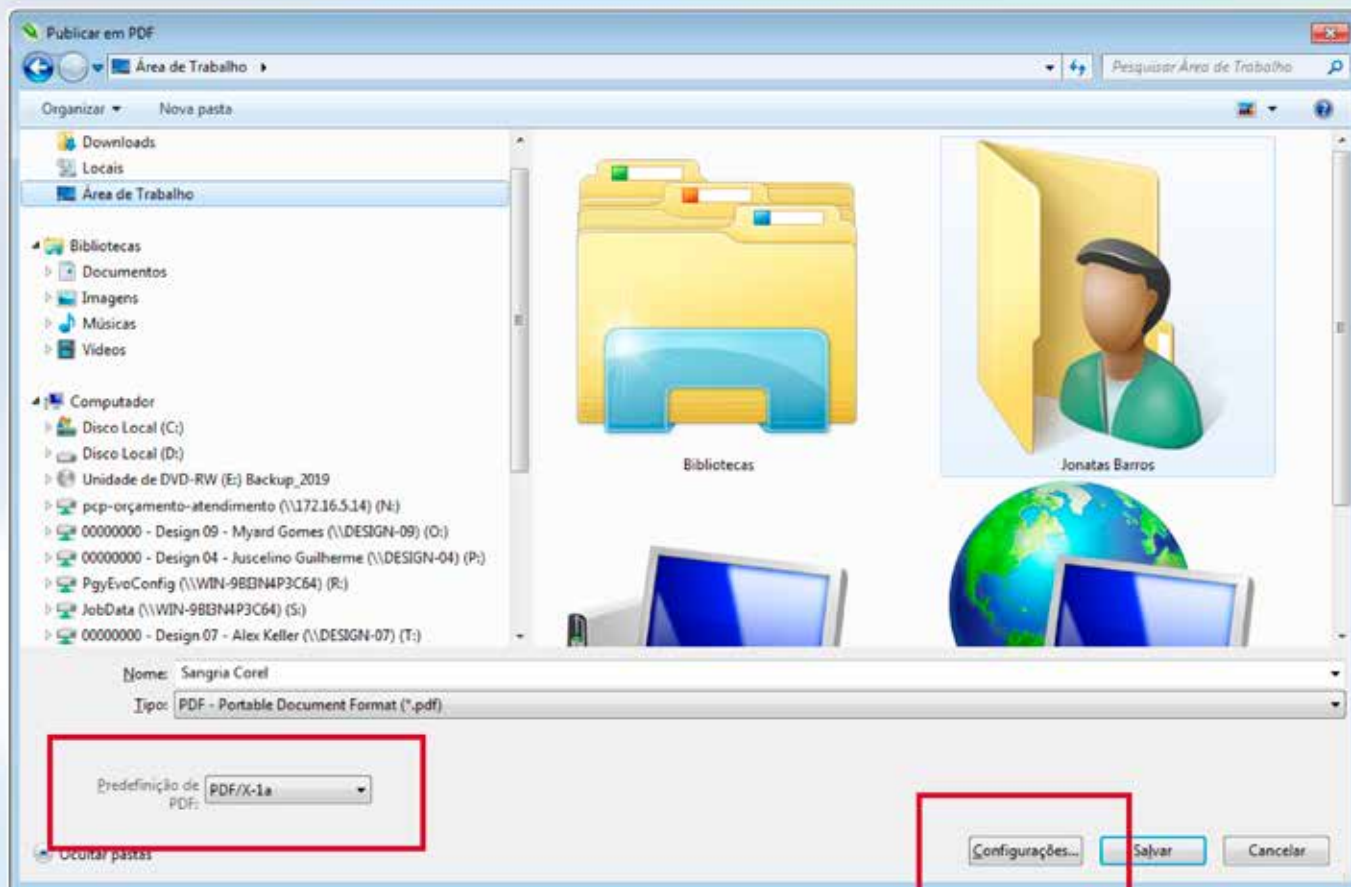 Publicar em PDF
Área de Trabalho
Pesquisar Área de Trabalho
Organizar
Nova pasta
Downloads
Locais
Área de Trabalho
Bibliotecas
Documentos
Imagens
Músicas
Vídeos
Computador
Disco Local (C:)
Disco Local (D:)
Unidade de DVD-RW (E:) Backup_2019
pcp-orçamento-atendimento (\\172.16.5.14) (N:)
00000000 - Design 09 - Myard Gomes (\\DESIGN-09) (O:)
00000000 - Design 04 - Juscelino Guilherme (\\DESIGN-04) (P:)
PgyEvoConfig (\\WIN-9BI3N4P3C64) (R:)
JobData (\\WIN-9BI3N4P3C64) (S:)
00000000 - Design 07 - Alex Keller (\\DESIGN-07) (T:)
Bibliotecas
Jonatas Barros
Nome: Sangria Corel
Tipo: PDF - Portable Document Format (*.pdf)
Predefinição de PDF/X-1a
PDF:
Ocultar pastas
Configurações...
Salvar
Cancelar